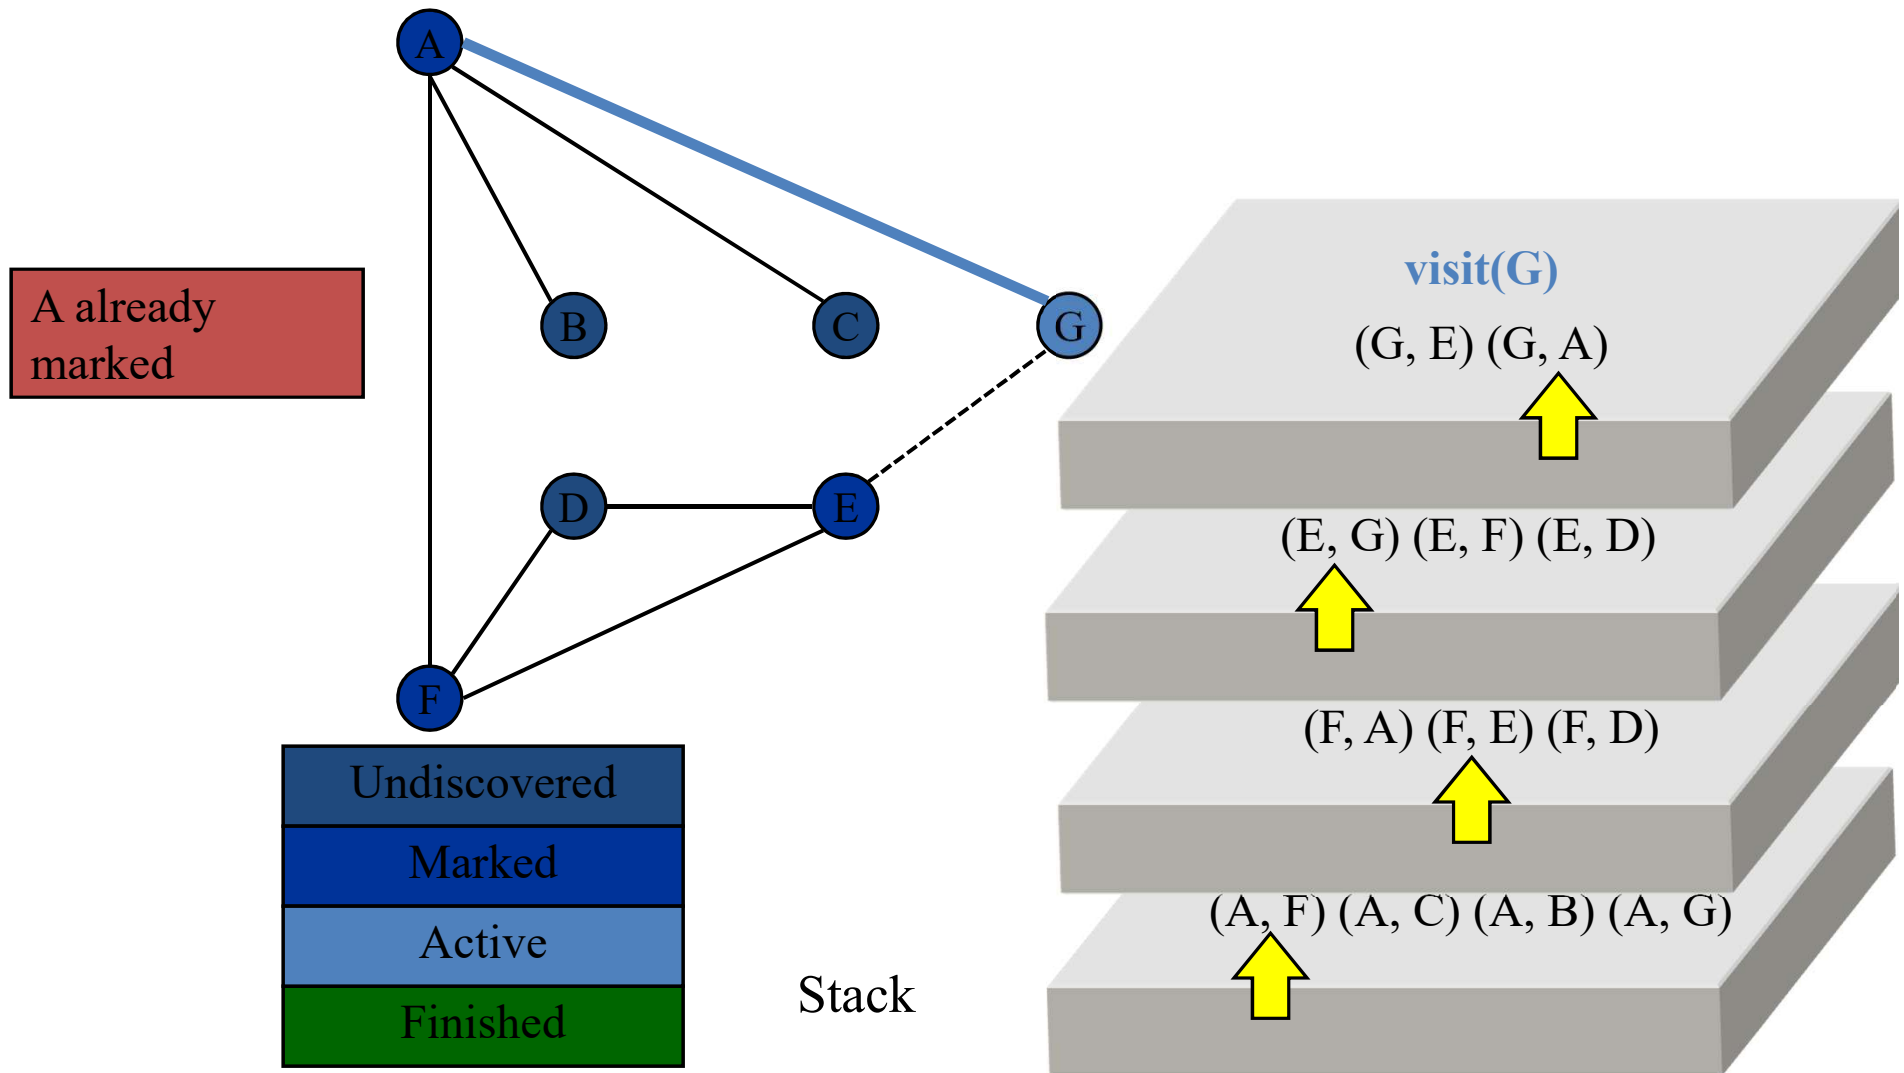 A
A already
marked
B
C
G
D
E
F
Undiscovered
Marked
Active
Finished
Stack
visit(G)
(G, E) (G, A)
(E, G) (E, F) (E, D)
(F, A) (F, E) (F, D)
(A, F) (A, C) (A, B) (A, G)